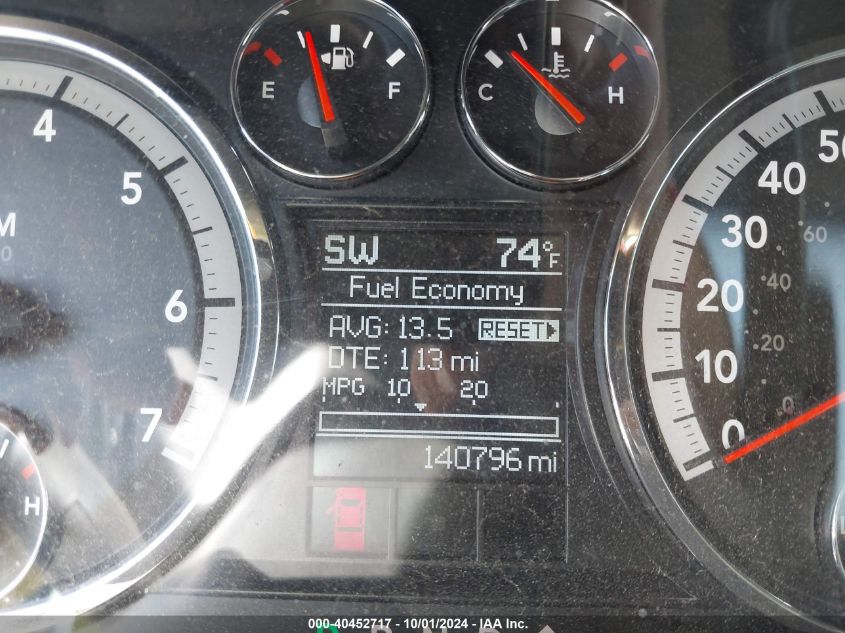 E F
C H
4
5
6
7
M
H
SW 74°F
Fuel Economy
AVG: 13.5 RESET
DTE: 113 mi
MPG 10 20
140796 mi
50
40
30
20
10
0
60
40
20
0
000-40452717 - 10/01/2024 - IAA Inc.